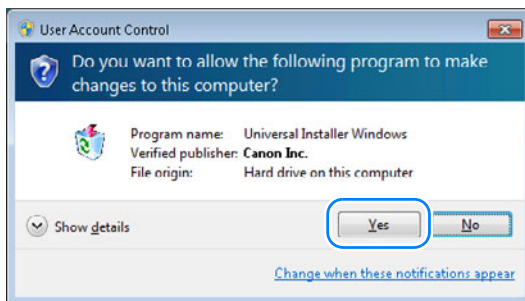 User Account Control
Do you want to allow the following program to make
changes to this computer?
Program name: Universal Installer Windows
Verified publisher: Canon Inc.
File origin: Hard drive on this computer
Show details
Yes
No
Change when these notifications appear